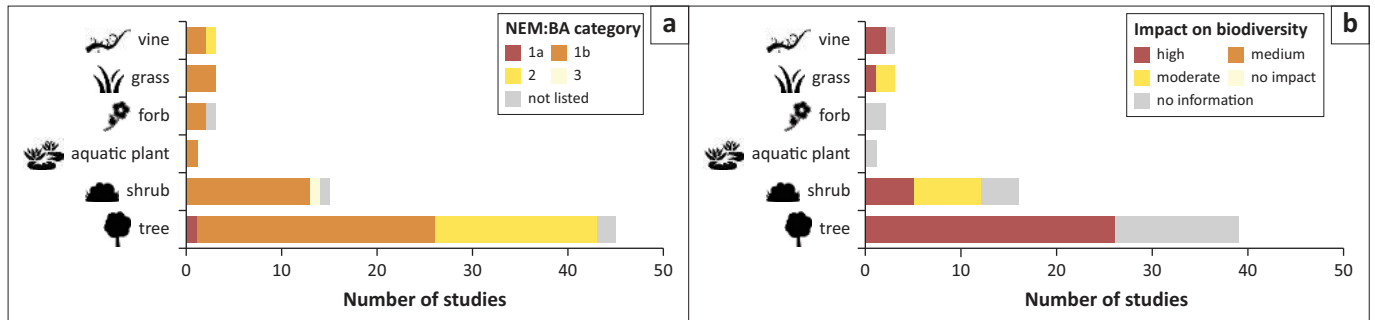 a
NEM:BA category
1a 1b
2 3
not listed
vine
grass
forb
aquatic plant
shrub
tree
0 10 20 30 40 50
Number of studies
b
Impact on biodiversity
high medium
moderate no impact
no information
vine
grass
forb
aquatic plant
shrub
tree
0 10 20 30 40 50
Number of studies